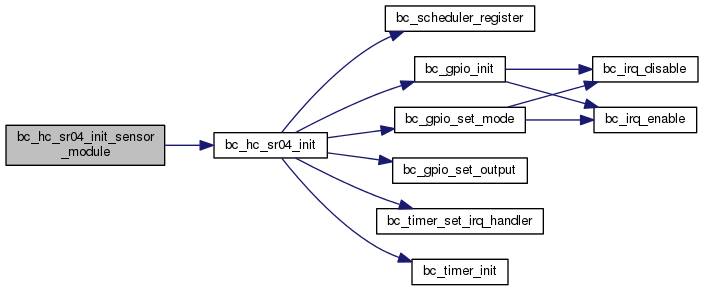 bc_hc_sr04_init_sensor
_module
bc_hc_sr04_init
bc_scheduler_register
bc_gpio_init
bc_gpio_set_mode
bc_gpio_set_output
bc_timer_set_irq_handler
bc_timer_init
bc_irq_disable
bc_irq_enable